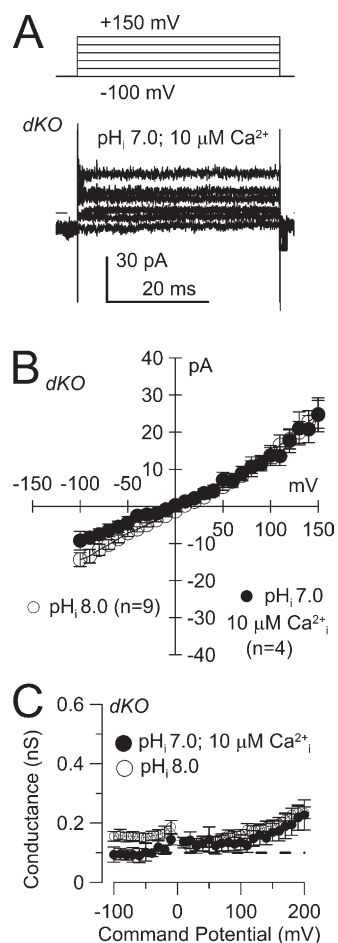 A
+150 mV
-100 mV
dKO
pHi 7.0; 10 μM Ca2+
30 pA
20 ms
B
dKO
40
pA
30
20
10
-150 -100 -50
mV
50 100 150
-10
-20
-30
-40
pHi 8.0 (n=9)
pHi 7.0
10 μM Ca2+i
(n=4)
C
dKO
pHi 7.0; 10 μM Ca2+i
pHi 8.0
0.6
0.4
0.2
0
Conductance (nS)
-100 0 100 200
Command Potential (mV)